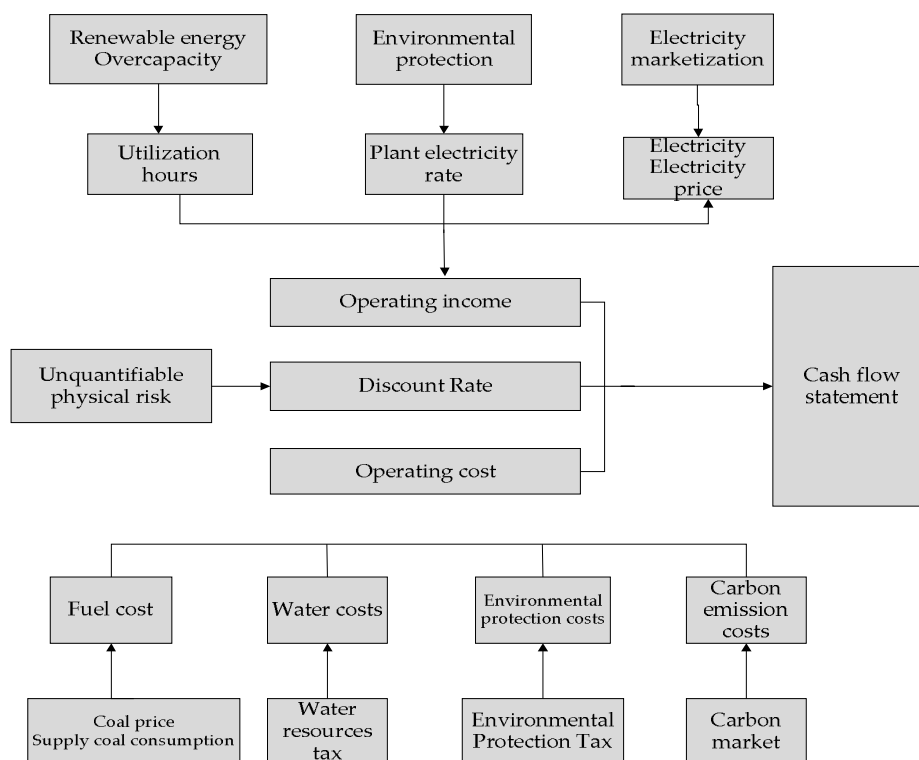 Renewable energy
Overcapacity
Environmental
protection
Electricity
marketization
Utilization
hours
Plant electricity
rate
Electricity
Electricity
price
Operating income
Unquantifiable
physical risk
Discount Rate
Cash flow
statement
Operating cost
Fuel cost
Water costs
Environmental
protection costs
Carbon
emission
costs
Coal price
Supply coal consumption
Water
resources
tax
Environmental
Protection Tax
Carbon
market